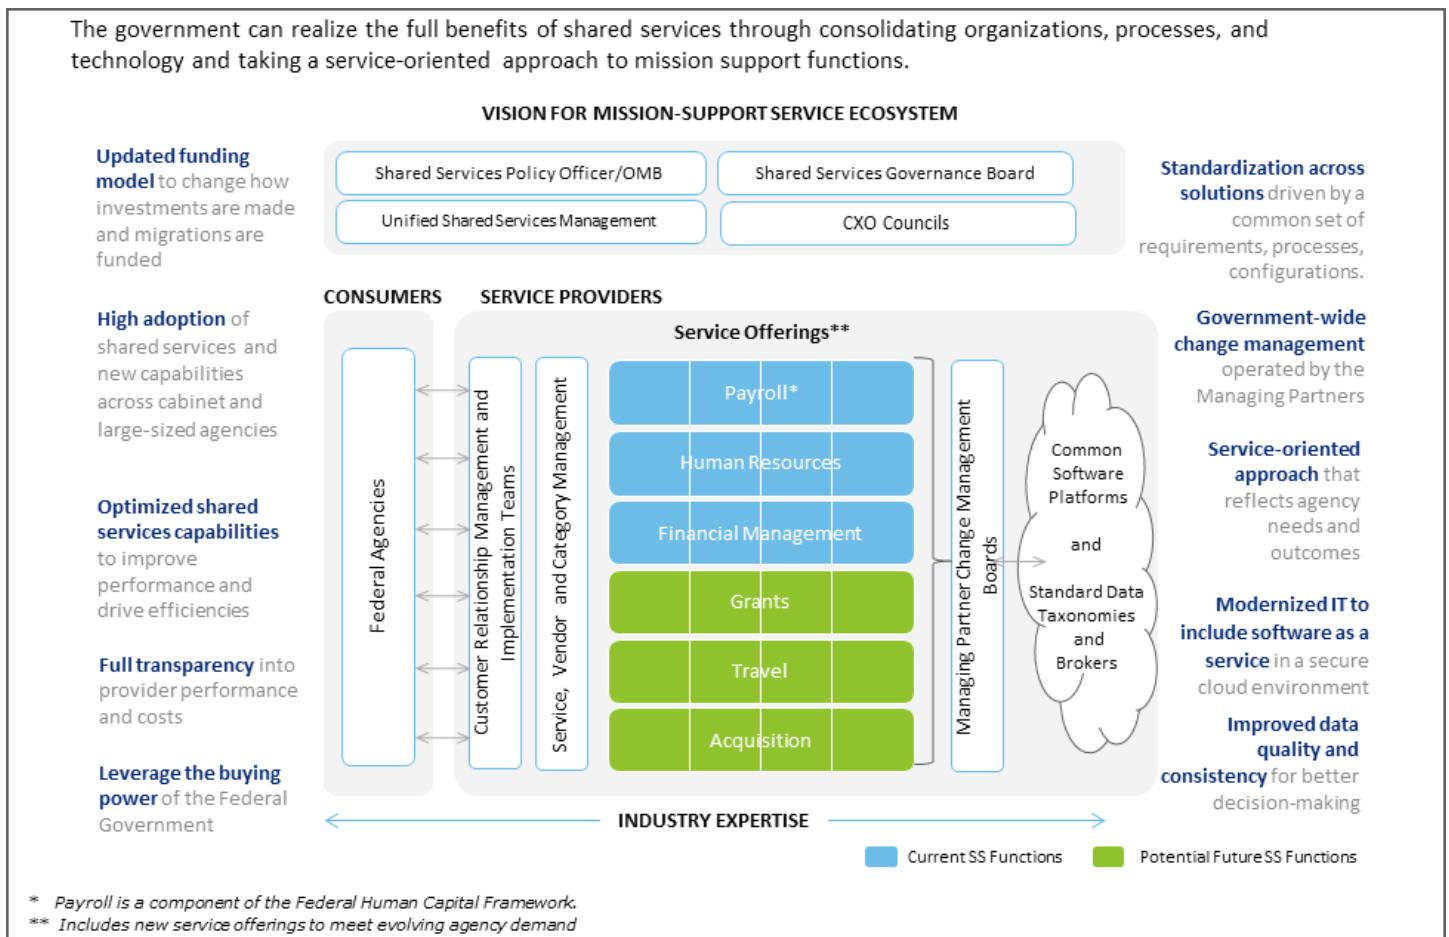 The government can realize the full benefits of shared services through consolidating organizations, processes, and
technology and taking a service-oriented approach to mission support functions.
VISION FOR MISSION-SUPPORT SERVICE ECOSYSTEM
Updated funding
model to change how
investments are made
and migrations are
funded
High adoption of
shared services and
new capabilities
across cabinet and
large-sized agencies
Optimized shared
services capabilities
to improve
performance and
drive efficiencies
Full transparency into
provider performance
and costs
Leverage the buying
power of the Federal
Government
Shared Services Policy Officer/OMB
Shared Services Governance Board
Unified Shared Services Management
CXO Councils
CONSUMERS
SERVICE PROVIDERS
Federal Agencies
Customer Relationship Management and
Implementation Teams
Service, Vendor and Category Management
Service Offerings**
Payroll*
Human Resources
Financial Management
Grants
Travel
Acquisition
Managing Partner Change Management
Boards
Common
Software
Platforms
and
Standard Data
Taxonomies
and
Brokers
Standardization across
solutions driven by a
common set of
requirements, processes,
configurations.
Government-wide
change management
operated by the
Managing Partners
Service-oriented
approach that
reflects agency
needs and
outcomes
Modernized IT to
include software as a
service in a secure
cloud environment
Improved data
quality and
consistency for better
decision-making
INDUSTRY EXPERTISE
Current SS Functions
Potential Future SS Functions
* Payroll is a component of the Federal Human Capital Framework.
** Includes new service offerings to meet evolving agency demand